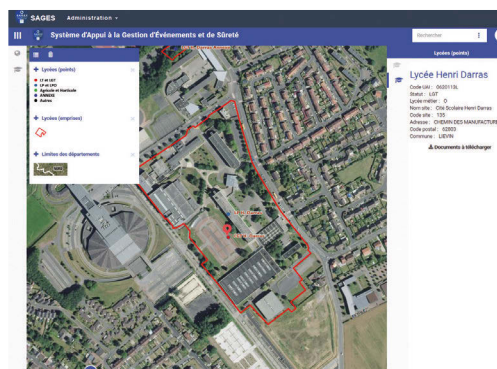 SAGES
Administration
Système d'Appui à la Gestion d'Événements et de Sûreté
Rechercher
Lycées (points)
LT et LGT
LP et LPO
Agricole et Horticole
ANNEXE
Autres
Lycées (emprises)
Limites des départements
Lycées (points)
Lycée Henri Darras
Code UAI : 0620113L
Statut : LGT
Lycée métier : O
Nom site : Cité Scolaire Henri Darras
Code site : 135
Adresse : CHEMIN DES MANUFACTURE
Code postal : 62803
Commune : LIEVIN
Documents à télécharger